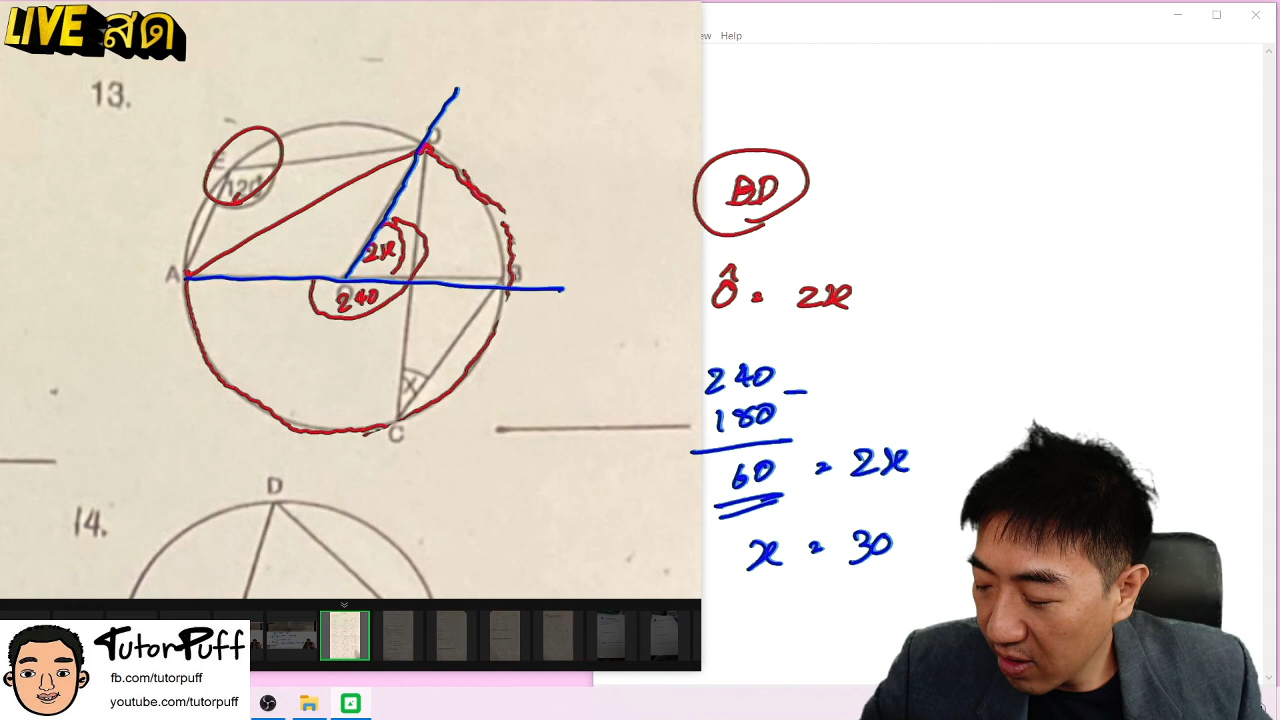 LIVE สด
ew Help
13.
D
E
120
2x
A
B
240
x
C
BD
Ô = 2x
240 -
180
60 = 2x
x = 30
14.
D
TUTORPUFF
fb.com/tutorpuff
youtube.com/tutorpuff